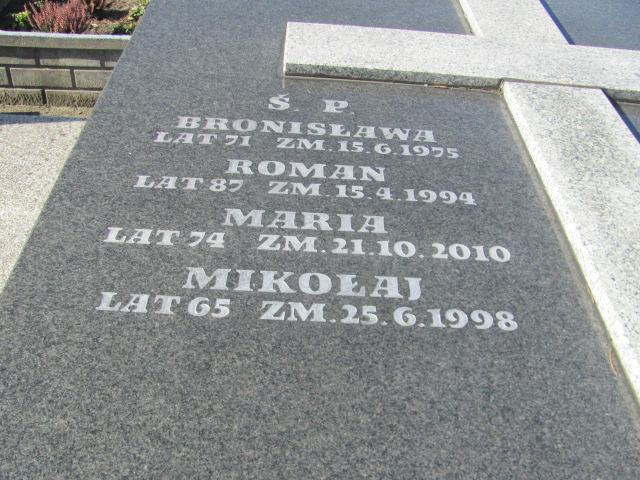 Ś. P.
BRONISŁAWA
LAT 71 ZM. 15.6.1975
ROMAN
LAT 87 ZM. 15.4.1994
MARIA
LAT 74 ZM. 21.10.2010
MIKOŁAJ
LAT 65 ZM. 25.6.1998